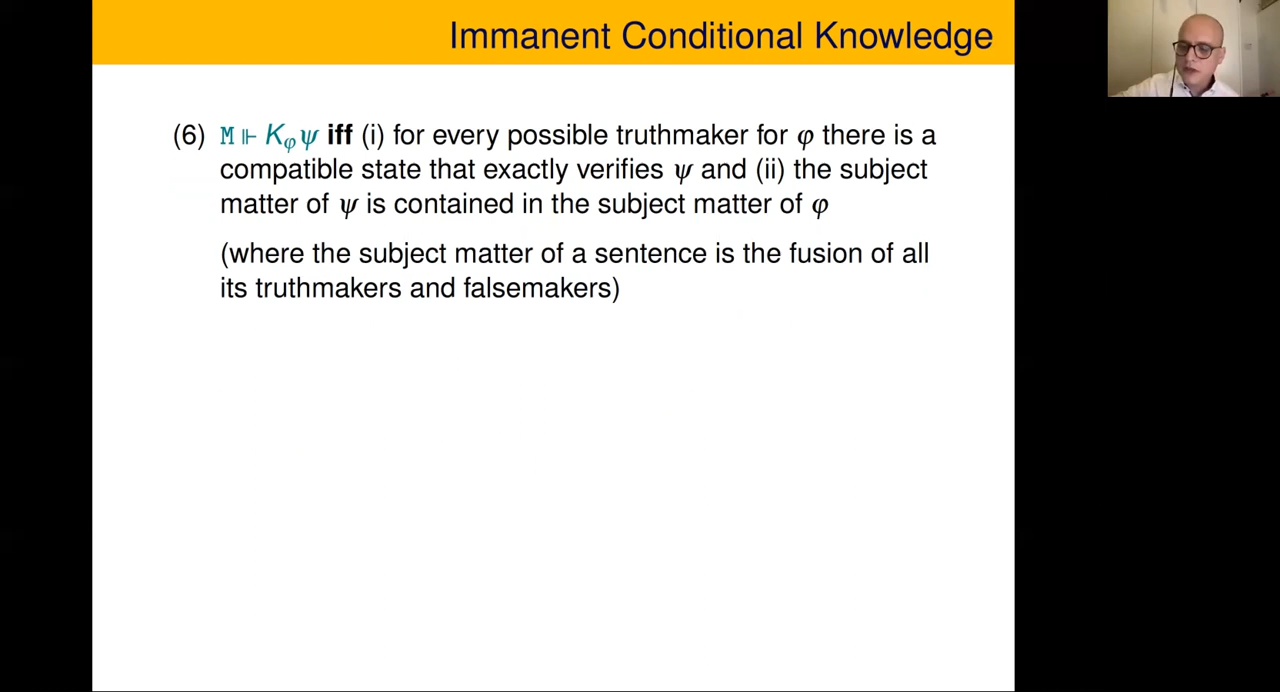 Immanent Conditional Knowledge
(6) M ⊩ K_φ ψ iff (i) for every possible truthmaker for φ there is a
compatible state that exactly verifies ψ and (ii) the subject
matter of ψ is contained in the subject matter of φ
(where the subject matter of a sentence is the fusion of all
its truthmakers and falsemakers)